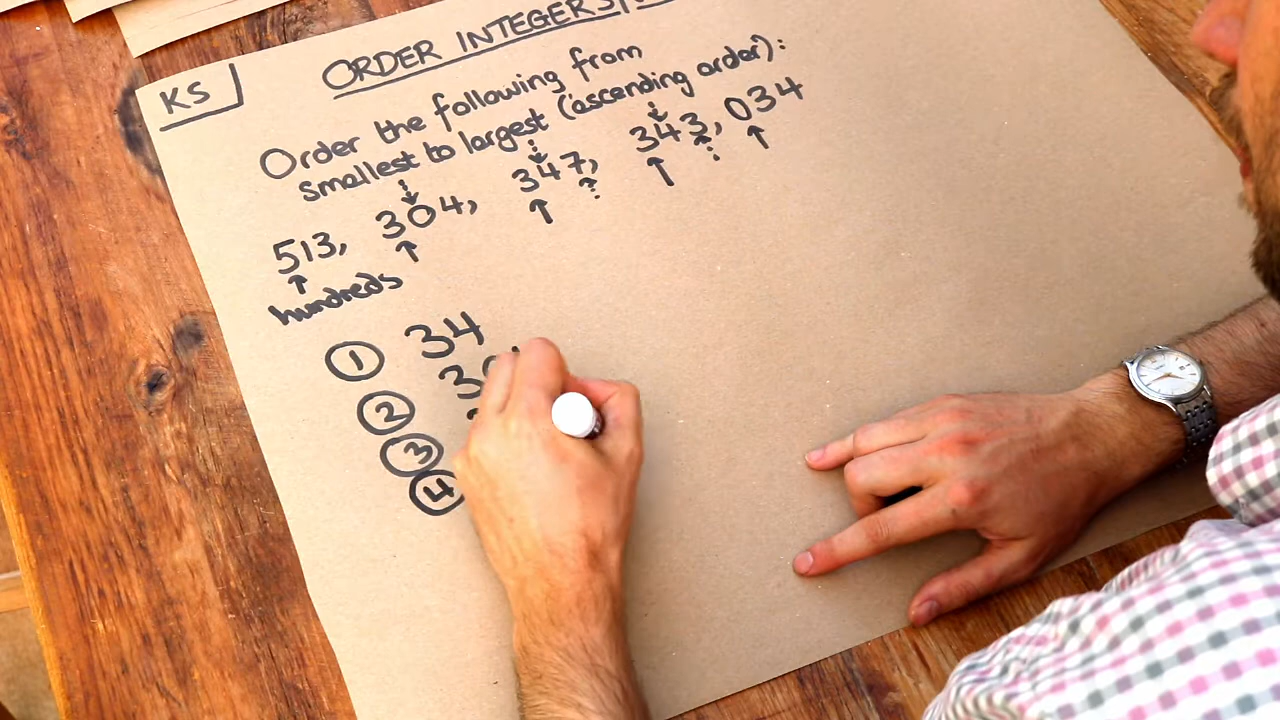 KS
ORDER INTEGERS
Order the following from
smallest to largest (ascending order):
513, 304, 347, 343, 034
? ?
hundreds
① 34
② 30
③
④